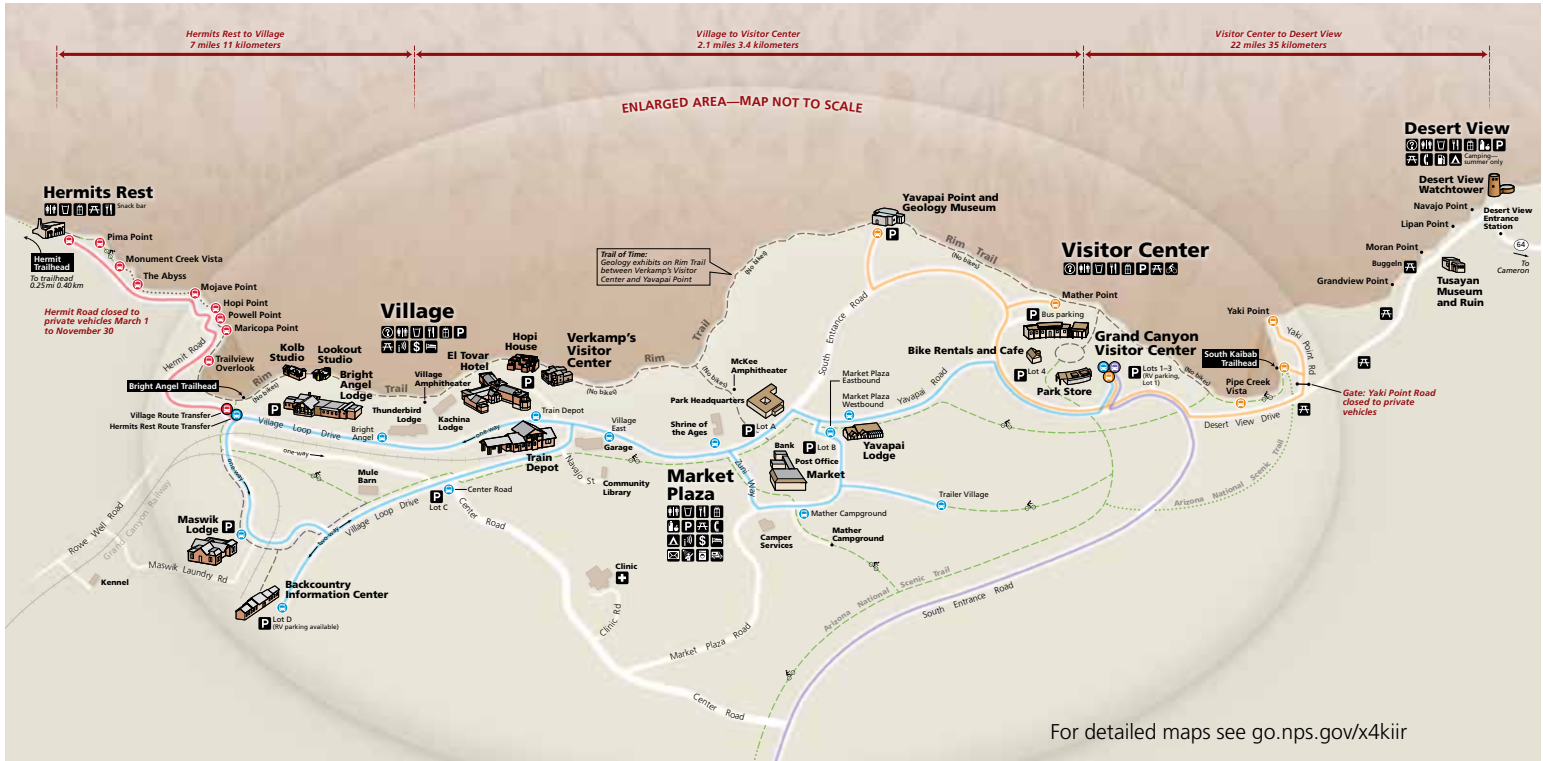 Hermits Rest to Village
7 miles 11 kilometers
Village to Visitor Center
2.1 miles 3.4 kilometers
Visitor Center to Desert View
22 miles 35 kilometers
ENLARGED AREA—MAP NOT TO SCALE
Hermits Rest
Snack bar
Hermit
Trailhead
To trailhead
0.25 mi 0.40 km
Pima Point
Monument Creek Vista
The Abyss
Mojave Point
Hopi Point
Powell Point
Maricopa Point
Hermit Road closed to
private vehicles March 1
to November 30
Hermit Road
Trailview
Overlook
Bright Angel Trailhead
Village Route Transfer
Hermits Rest Route Transfer
Village
Kolb
Studio
Lookout
Studio
Bright
Angel
Lodge
Rim
(No bikes)
Trail
P
Village
Amphitheater
Thunderbird
Lodge
Kachina
Lodge
El Tovar
Hotel
Hopi
House
P
Verkamp's
Visitor
Center
Rim
(No bikes)
Trail
(No bikes)
Trail of Time:
Geology exhibits on Rim Trail
between Verkamp's Visitor
Center and Yavapai Point
(No bikes)
Village Loop Drive
Bright
Angel
one-way
one-way
one-way
Train Depot
Train
Depot
Village
East
Garage
Navajo St
Community
Library
Mule
Barn
P
Lot C
Center Road
Center Road
Village Loop Drive
two-way
Maswik
Lodge
P
Maswik Laundry Rd
Rowe Well Road
Grand Canyon Railway
Kennel
Backcountry
Information Center
P
Lot D
(RV parking available)
Clinic
Clinic Rd
Market Plaza Road
Center Road
Shrine of
the Ages
Park Headquarters
McKee
Amphitheater
P
Lot A
Market
Plaza
P
Zuni Way
Bank
Post Office
Market
P
Lot B
Yavapai
Lodge
Market Plaza
Eastbound
Market Plaza
Westbound
Yavapai Road
South Entrance Road
Trailer Village
Mather Campground
Camper
Services
Mather
Campground
Arizona National Scenic Trail
South Entrance Road
Yavapai Point and
Geology Museum
P
Rim Trail
(No bikes)
Visitor Center
P
Mather Point
P
Bus parking
Grand Canyon
Visitor Center
Bike Rentals and Cafe
P
Lot 4
Park Store
P
Lots 1–3
(RV parking,
Lot 1)
(No bikes)
South Kaibab
Trailhead
Pipe Creek
Vista
Yaki Point
Yaki Point Rd
Desert View Drive
Arizona National Scenic Trail
Gate: Yaki Point Road
closed to private
vehicles
Desert View
P
Camping—
summer only
Desert View
Watchtower
Navajo Point
Desert View
Entrance
Station
Lipan Point
Moran Point
Buggeln
Grandview Point
Tusayan
Museum
and Ruin
64
To
Cameron
For detailed maps see go.nps.gov/x4kiir